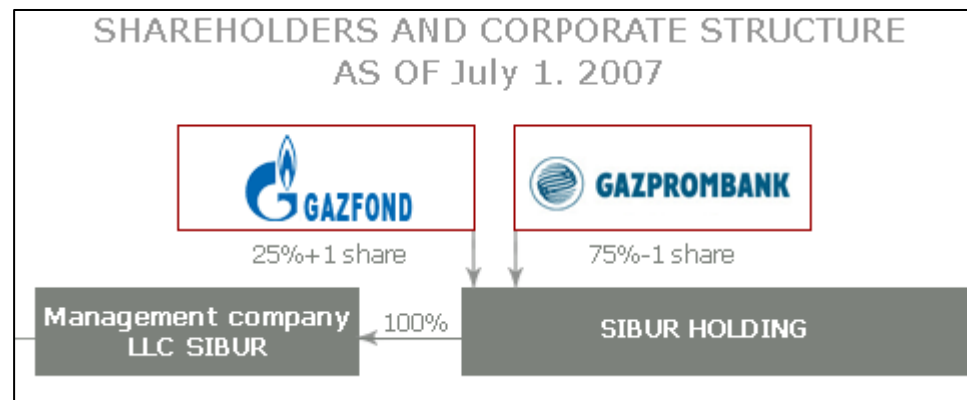 SHAREHOLDERS AND CORPORATE STRUCTURE
AS OF July 1. 2007
GAZFOND
GAZPROMBANK
25%+1 share
75%-1 share
Management company
LLC SIBUR
100%
SIBUR HOLDING